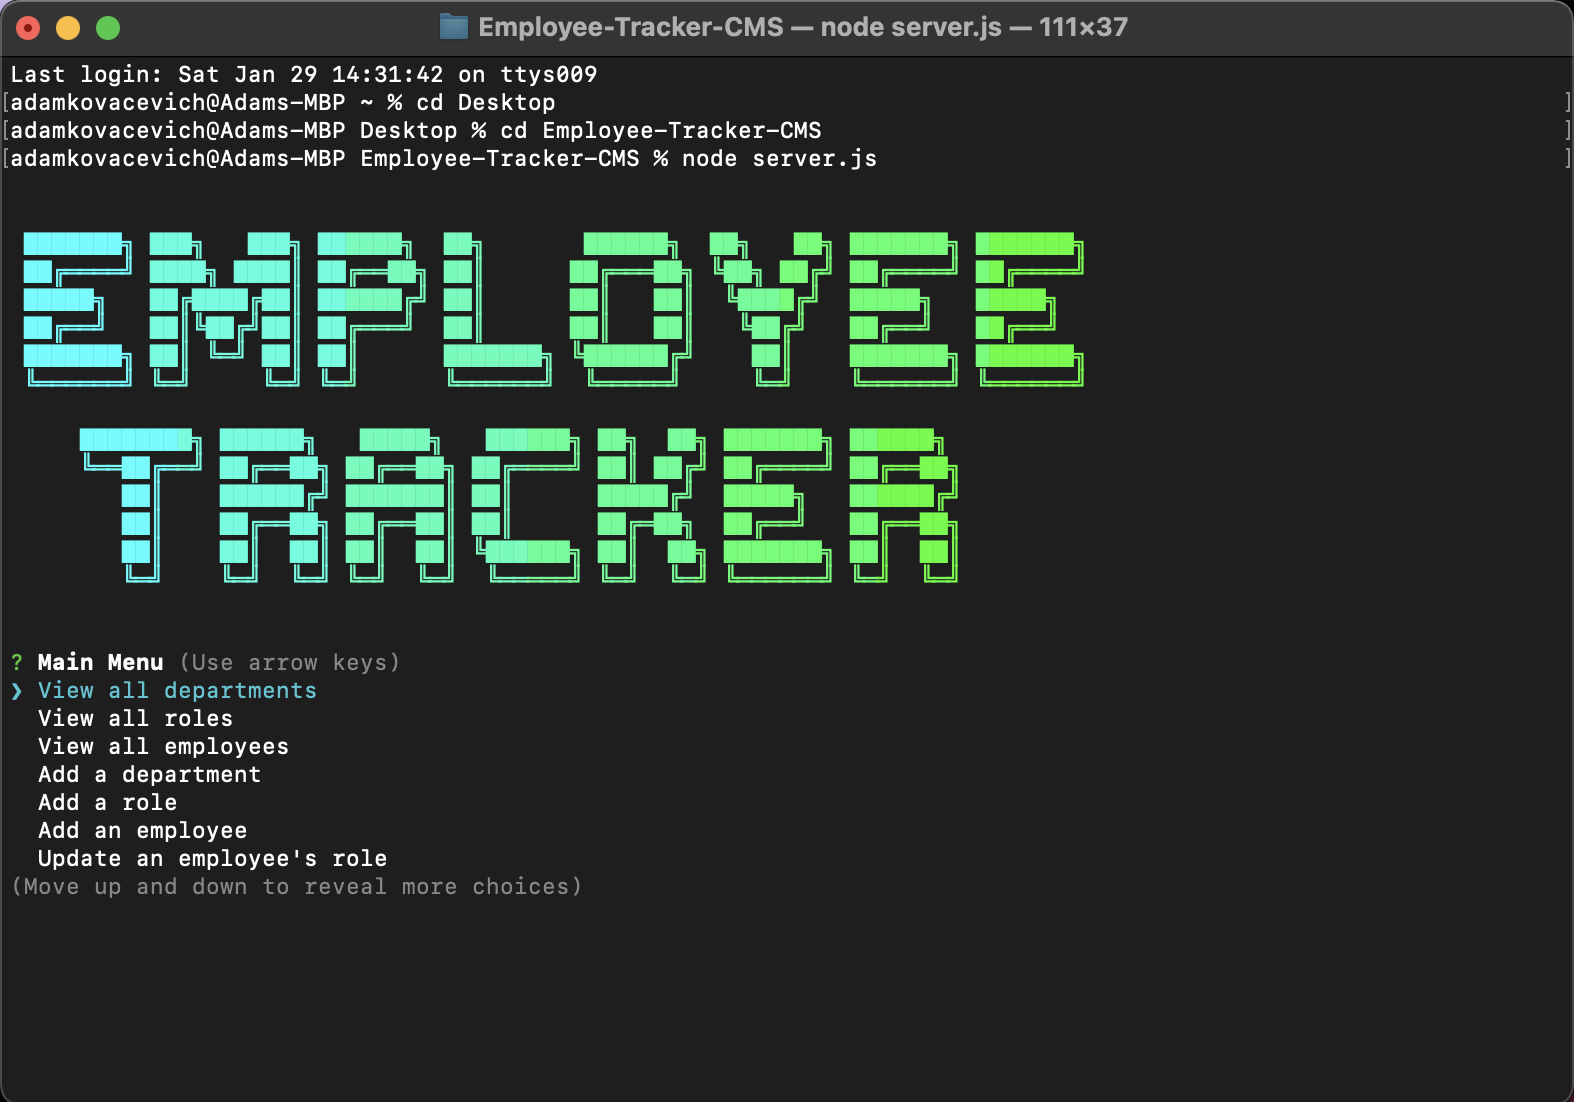 Employee-Tracker-CMS — node server.js — 111×37
Last login: Sat Jan 29 14:31:42 on ttys009
[adamkovacevich@Adams-MBP ~ % cd Desktop ]
[adamkovacevich@Adams-MBP Desktop % cd Employee-Tracker-CMS ]
[adamkovacevich@Adams-MBP Employee-Tracker-CMS % node server.js ]
EMPLOYEE
TRACKER
? Main Menu (Use arrow keys)
❯ View all departments
View all roles
View all employees
Add a department
Add a role
Add an employee
Update an employee's role
(Move up and down to reveal more choices)